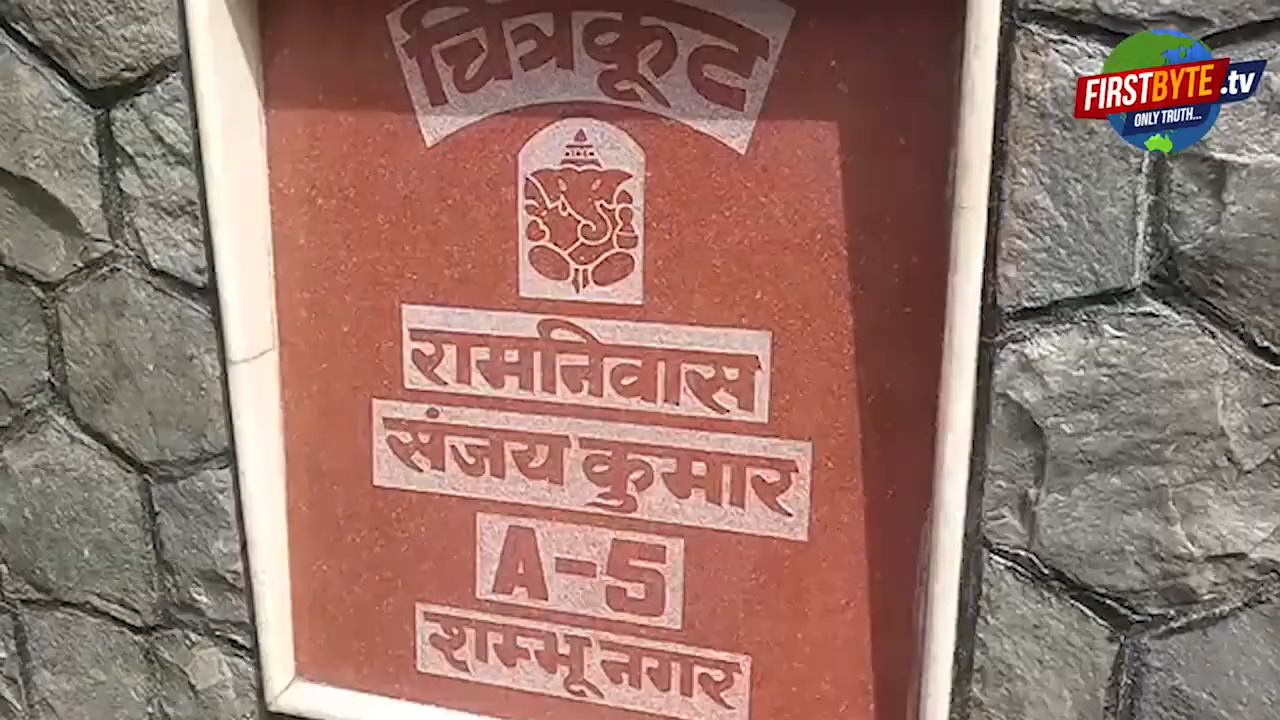 चित्रकूट
रामनिवास
संजय कुमार
A-5
शम्भू नगर
FIRSTBYTE.tv
ONLY TRUTH...